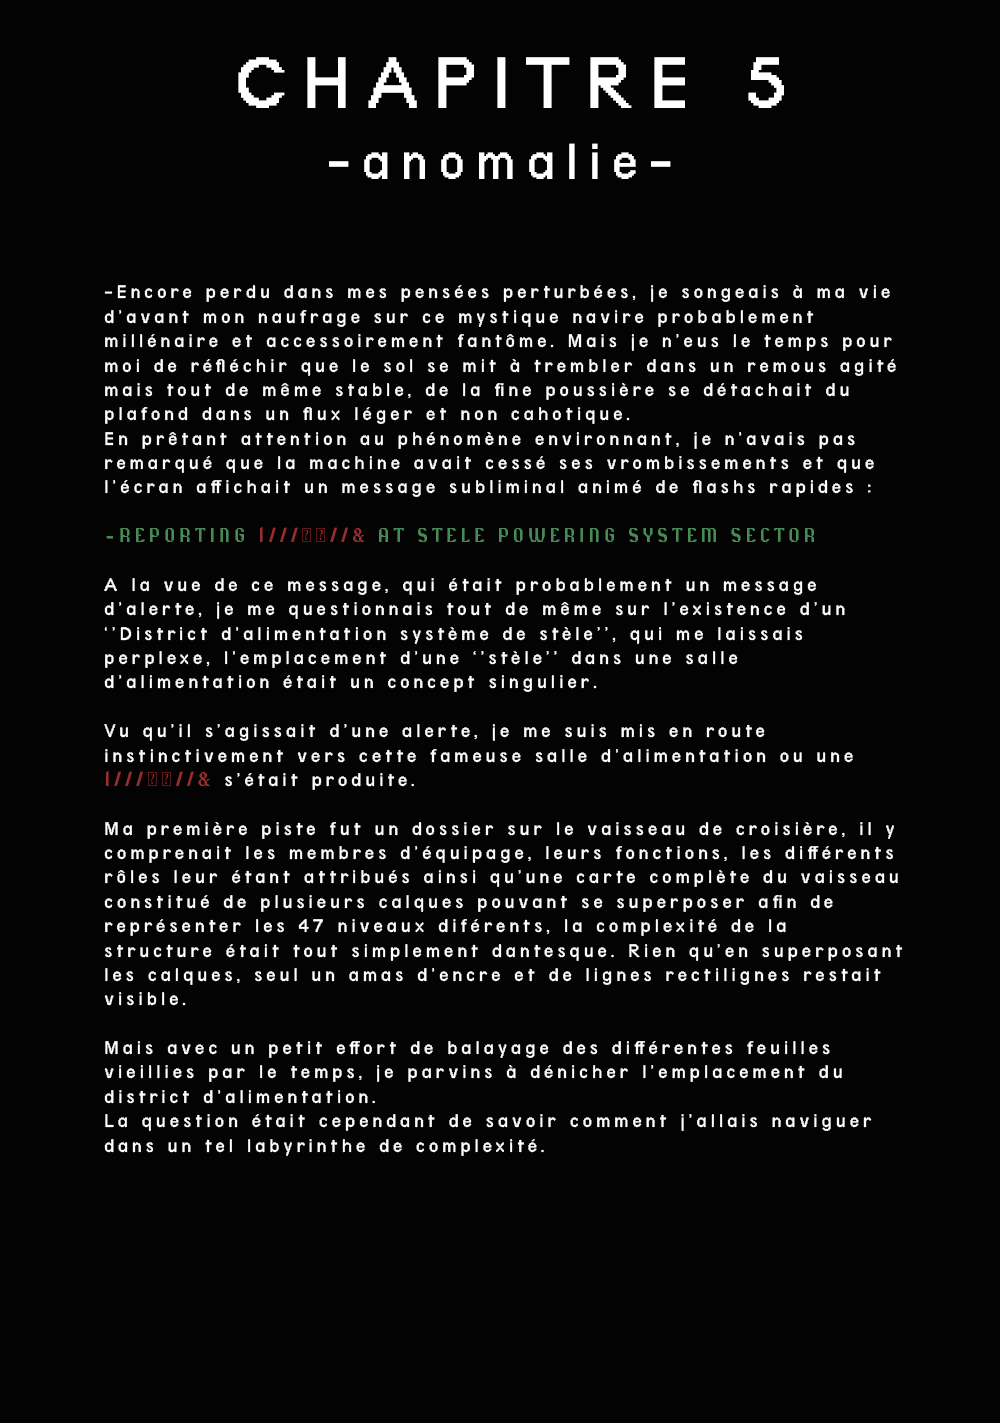 CHAPITRE 5
-anomalie-
-Encore perdu dans mes pensées perturbées, je songeais à ma vie
d'avant mon naufrage sur ce mystique navire probablement
millénaire et accessoirement fantôme. Mais je n'eus le temps pour
moi de réfléchir que le sol se mit à trembler dans un remous agité
mais tout de même stable, de la fine poussière se détachait du
plafond dans un flux léger et non cahotique.
En prêtant attention au phénomène environnant, je n'avais pas
remarqué que la machine avait cessé ses vrombissements et que
l'écran affichait un message subliminal animé de flashs rapides :
-REPORTING I///▯▯//& AT STELE POWERING SYSTEM SECTOR
A la vue de ce message, qui était probablement un message
d'alerte, je me questionnais tout de même sur l'existence d'un
‘’District d'alimentation système de stèle’’, qui me laissais
perplexe, l'emplacement d'une ‘’stèle’’ dans une salle
d'alimentation était un concept singulier.
Vu qu'il s'agissait d'une alerte, je me suis mis en route
instinctivement vers cette fameuse salle d'alimentation ou une
I///▯▯//& s'était produite.
Ma première piste fut un dossier sur le vaisseau de croisière, il y
comprenait les membres d'équipage, leurs fonctions, les différents
rôles leur étant attribués ainsi qu'une carte complète du vaisseau
constitué de plusieurs calques pouvant se superposer afin de
représenter les 47 niveaux diférents, la complexité de la
structure était tout simplement dantesque. Rien qu'en superposant
les calques, seul un amas d'encre et de lignes rectilignes restait
visible.
Mais avec un petit effort de balayage des différentes feuilles
vieillies par le temps, je parvins à dénicher l'emplacement du
district d'alimentation.
La question était cependant de savoir comment j'allais naviguer
dans un tel labyrinthe de complexité.